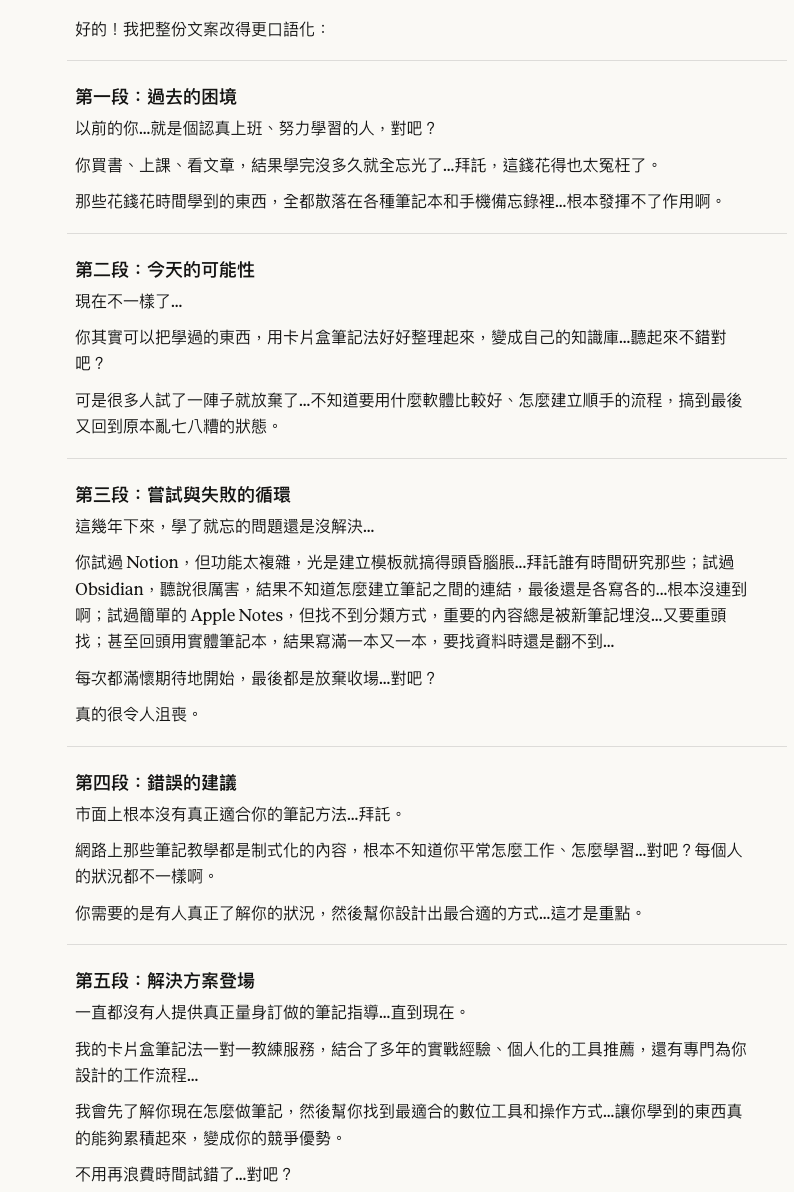 好的！我把整份文案改得更口語化：
第一段：過去的困境
以前的你...就是個認真上班、努力學習的人，對吧？
你買書、上課、看文章，結果學完沒多久就全忘光了...拜託，這錢花得也太冤枉了。
那些花錢花時間學到的東西，全都散落在各種筆記本和手機備忘錄裡...根本發揮不了作用啊。
第二段：今天的可能性
現在不一樣了...
你其實可以把學過的東西，用卡片盒筆記法好好整理起來，變成自己的知識庫...聽起來不錯對
吧？
可是很多人試了一陣子就放棄了...不知道要用什麼軟體比較好、怎麼建立順手的流程，搞到最後
又回到原本亂七八糟的狀態。
第三段：嘗試與失敗的循環
這幾年下來，學了就忘的問題還是沒解決...
你試過 Notion，但功能太複雜，光是建立模板就搞得頭昏腦脹...拜託誰有時間研究那些；試過
Obsidian，聽說很厲害，結果不知道怎麼建立筆記之間的連結，最後還是各寫各的...根本沒連到
啊；試過簡單的 Apple Notes，但找不到分類方式，重要的內容總是被新筆記埋沒...又要重頭
找；甚至回頭用實體筆記本，結果寫滿一本又一本，要找資料時還是翻不到...
每次都滿懷期待地開始，最後都是放棄收場...對吧？
真的很令人沮喪。
第四段：錯誤的建議
市面上根本沒有真正適合你的筆記方法...拜託。
網路上那些筆記教學都是制式化的內容，根本不知道你平常怎麼工作、怎麼學習...對吧？每個人
的狀況都不一樣啊。
你需要的是有人真正了解你的狀況，然後幫你設計出最合適的方式...這才是重點。
第五段：解決方案登場
一直都沒有人提供真正量身訂做的筆記指導...直到現在。
我的卡片盒筆記法一對一教練服務，結合了多年的實戰經驗、個人化的工具推薦，還有專門為你
設計的工作流程...
我會先了解你現在怎麼做筆記，然後幫你找到最適合的數位工具和操作方式...讓你學到的東西真
的能夠累積起來，變成你的競爭優勢。
不用再浪費時間試錯了...對吧？